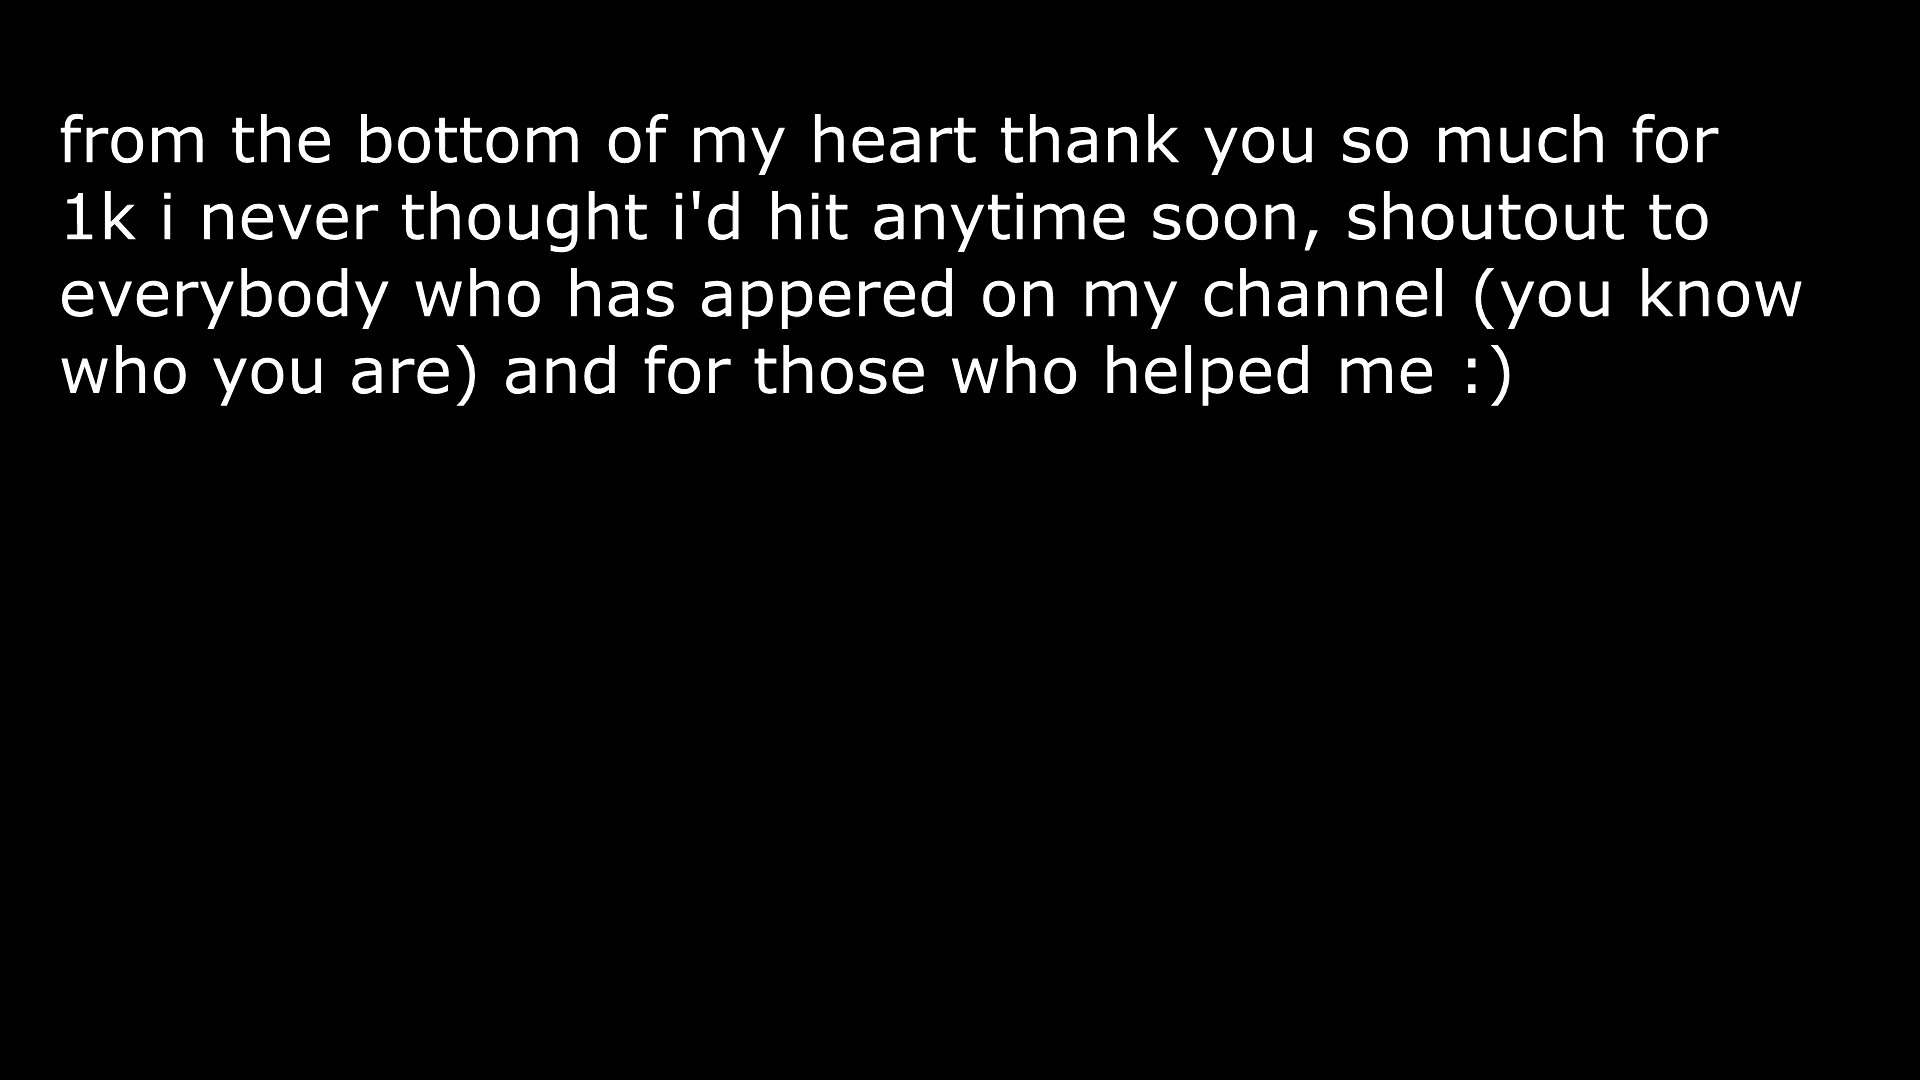 from the bottom of my heart thank you so much for
1k i never thought i'd hit anytime soon, shoutout to
everybody who has appered on my channel (you know
who you are) and for those who helped me :)